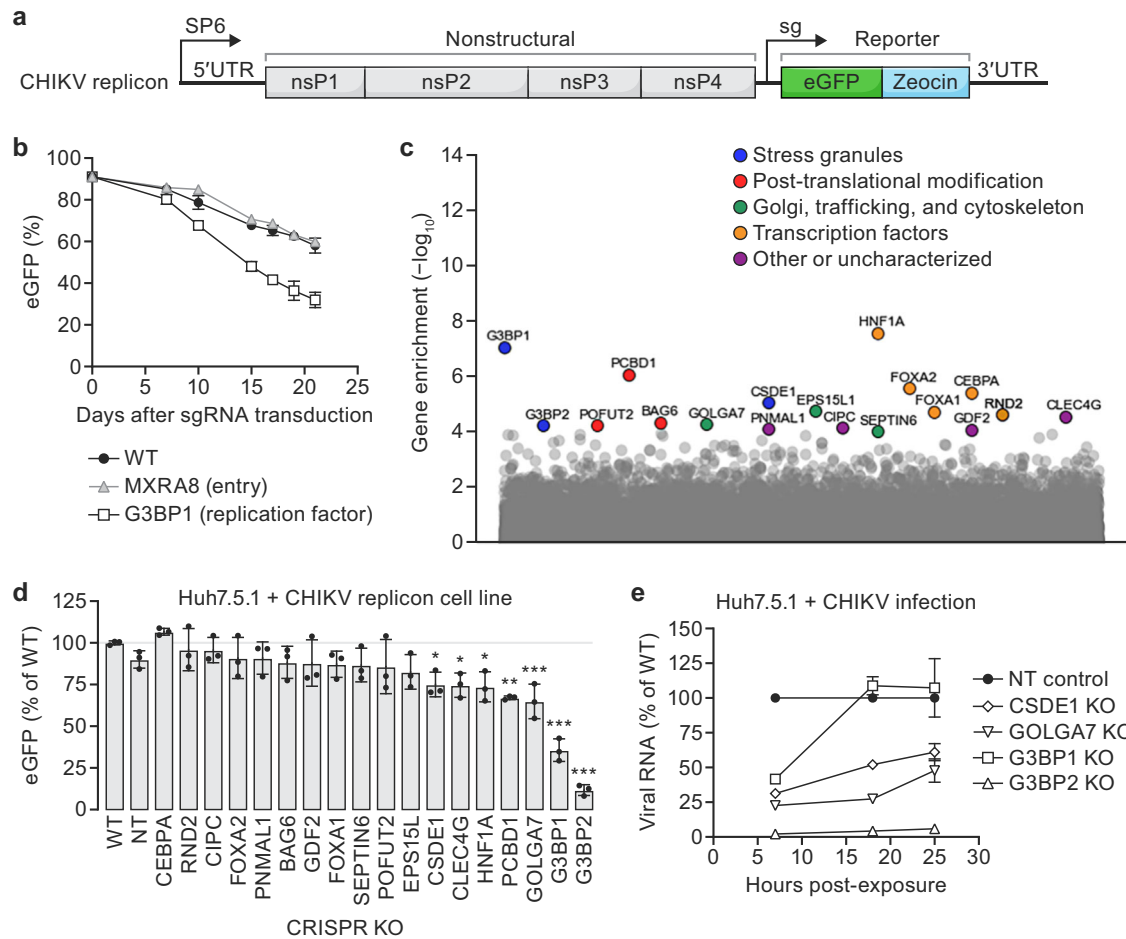 a
SP6
sg
Nonstructural
Reporter
CHIKV replicon
5′UTR
nsP1
nsP2
nsP3
nsP4
eGFP
Zeocin
3′UTR
b
eGFP (%)
100
80
60
40
20
0
0
5
10
15
20
25
Days after sgRNA transduction
WT
MXRA8 (entry)
G3BP1 (replication factor)
c
Gene enrichment (−log10)
14
12
10
8
6
4
2
0
Stress granules
Post-translational modification
Golgi, trafficking, and cytoskeleton
Transcription factors
Other or uncharacterized
HNF1A
G3BP1
PCBD1
FOXA2
CEBPA
CSDE1
EPS15L1
FOXA1
RND2
CLEC4G
G3BP2
POFUT2
BAG6
GOLGA7
PNMAL1
CIPC
SEPTIN6
GDF2
d
Huh7.5.1 + CHIKV replicon cell line
eGFP (% of WT)
125
100
75
50
25
0
*
*
*
**
***
***
***
WT
NT
CEBPA
RND2
CIPC
FOXA2
PNMAL1
BAG6
GDF2
FOXA1
SEPTIN6
POFUT2
EPS15L
CSDE1
CLEC4G
HNF1A
PCBD1
GOLGA7
G3BP1
G3BP2
CRISPR KO
e
Huh7.5.1 + CHIKV infection
Viral RNA (% of WT)
150
125
100
75
50
25
0
0
5
10
15
20
25
30
Hours post-exposure
NT control
CSDE1 KO
GOLGA7 KO
G3BP1 KO
G3BP2 KO